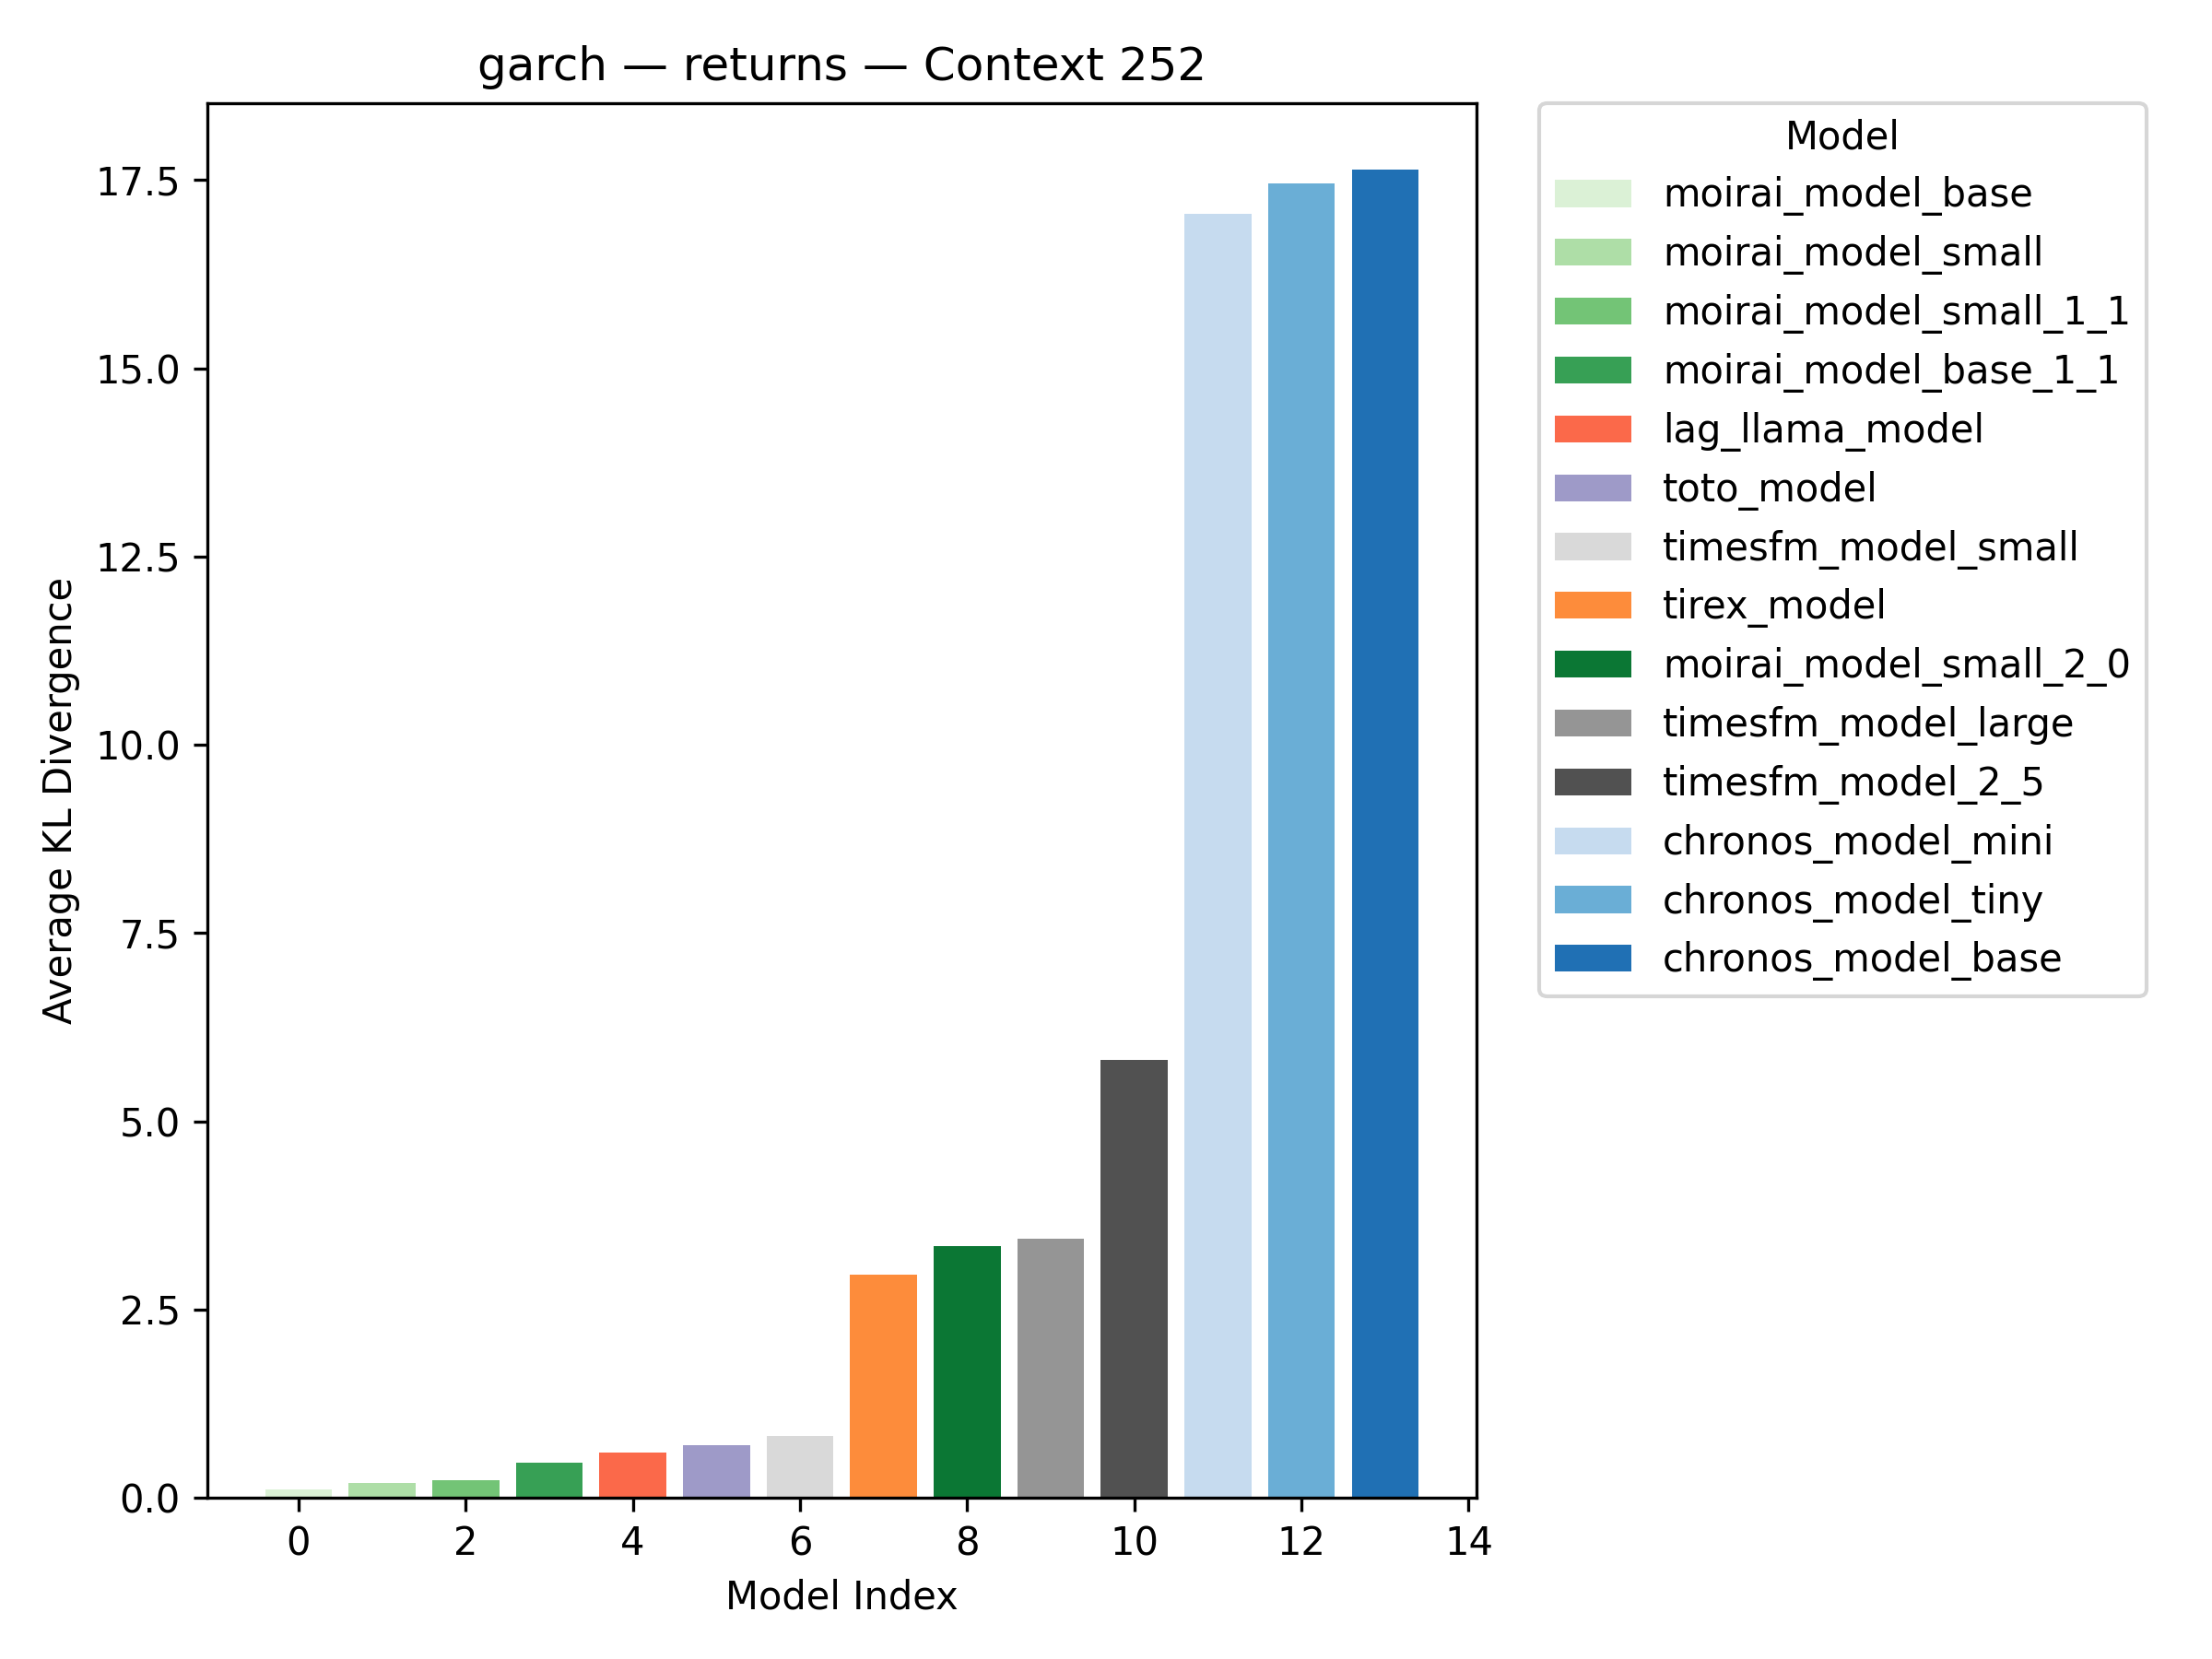 garch — returns — Context 252
Average KL Divergence
17.5
15.0
12.5
10.0
7.5
5.0
2.5
0.0
0 2 4 6 8 10 12 14
Model Index
Model
moirai_model_base
moirai_model_small
moirai_model_small_1_1
moirai_model_base_1_1
lag_llama_model
toto_model
timesfm_model_small
tirex_model
moirai_model_small_2_0
timesfm_model_large
timesfm_model_2_5
chronos_model_mini
chronos_model_tiny
chronos_model_base